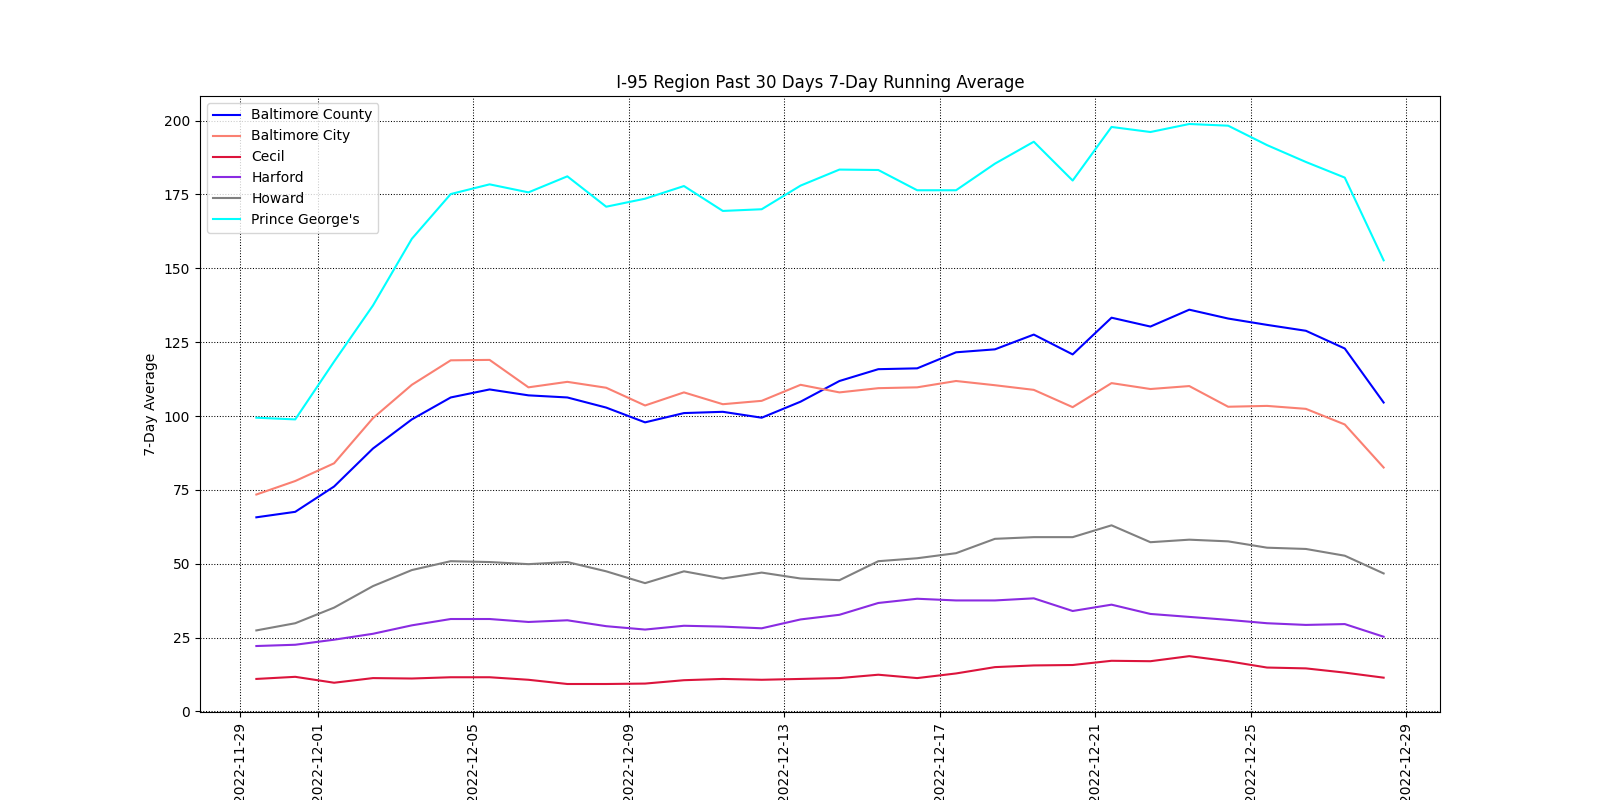 I-95 Region Past 30 Days 7-Day Running Average
Baltimore County
Baltimore City
Cecil
Harford
Howard
Prince George's
200
175
150
125
100
75
50
25
0
7-Day Average
2022-11-29
2022-12-01
2022-12-05
2022-12-09
2022-12-13
2022-12-17
2022-12-21
2022-12-25
2022-12-29